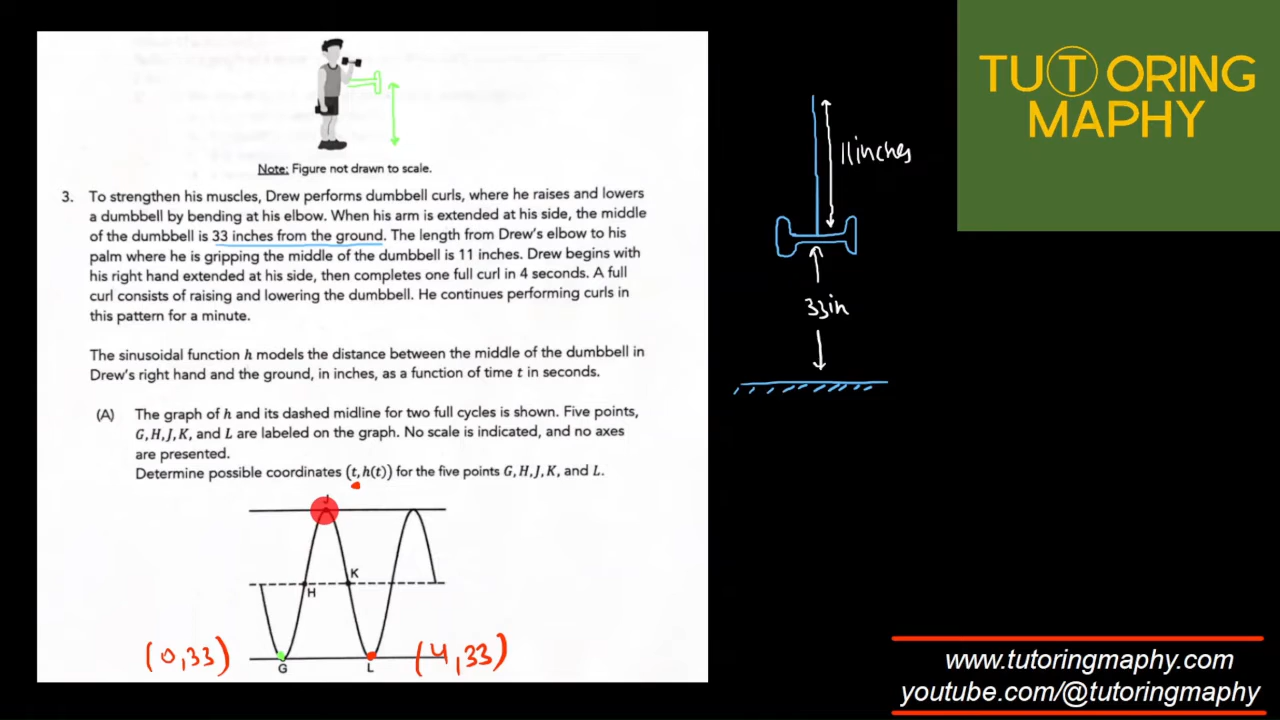 TUTORING
MAPHY
Note: Figure not drawn to scale.
3. To strengthen his muscles, Drew performs dumbbell curls, where he raises and lowers
a dumbbell by bending at his elbow. When his arm is extended at his side, the middle
of the dumbbell is 33 inches from the ground. The length from Drew's elbow to his
palm where he is gripping the middle of the dumbbell is 11 inches. Drew begins with
his right hand extended at his side, then completes one full curl in 4 seconds. A full
curl consists of raising and lowering the dumbbell. He continues performing curls in
this pattern for a minute.
The sinusoidal function h models the distance between the middle of the dumbbell in
Drew's right hand and the ground, in inches, as a function of time t in seconds.
(A) The graph of h and its dashed midline for two full cycles is shown. Five points,
G, H, J, K, and L are labeled on the graph. No scale is indicated, and no axes
are presented.
Determine possible coordinates (t, h(t)) for the five points G, H, J, K, and L.
J
K
H
(0,33)
(4,33)
G
L
11 inches
33in
www.tutoringmaphy.com
youtube.com/@tutoringmaphy